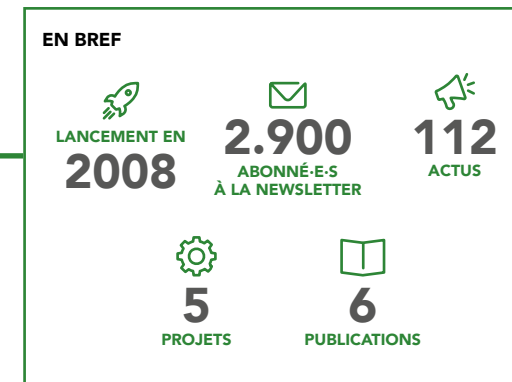 EN BREF
LANCEMENT EN
2008
2.900
ABONNÉ·E·S
À LA NEWSLETTER
112
ACTUS
5
PROJETS
6
PUBLICATIONS